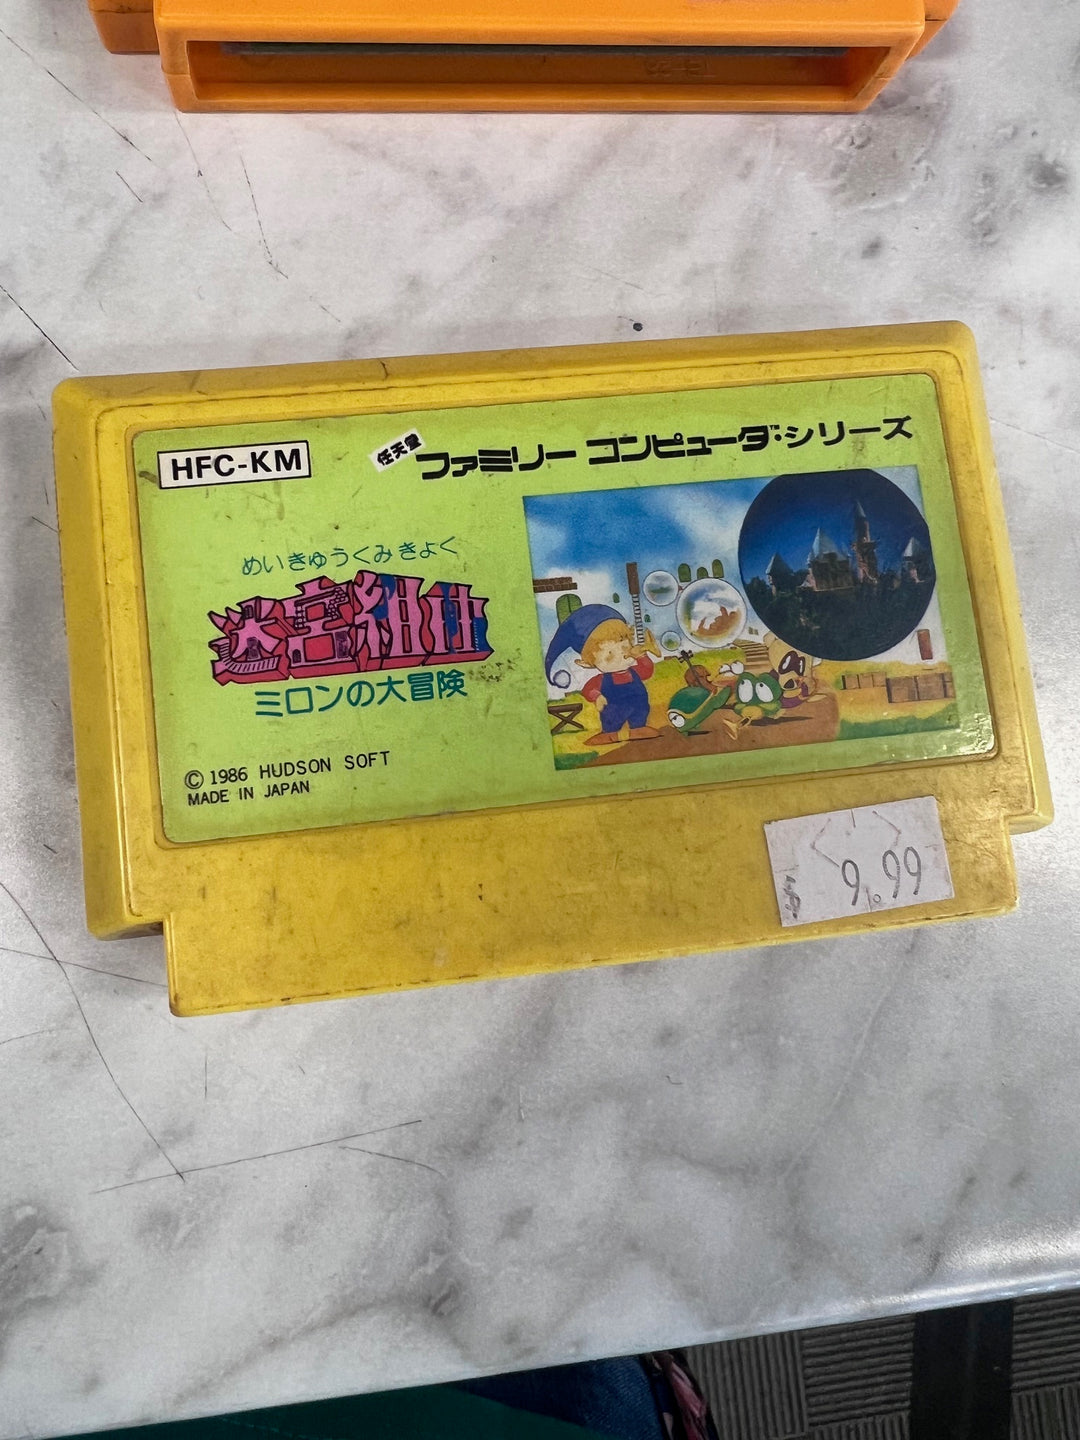 HFC-KM
任天堂 ファミリー コンピュータ™・シリーズ
めいきゅうくみきょく
迷宮組曲
ミロンの大冒険
© 1986 HUDSON SOFT
MADE IN JAPAN
9.99